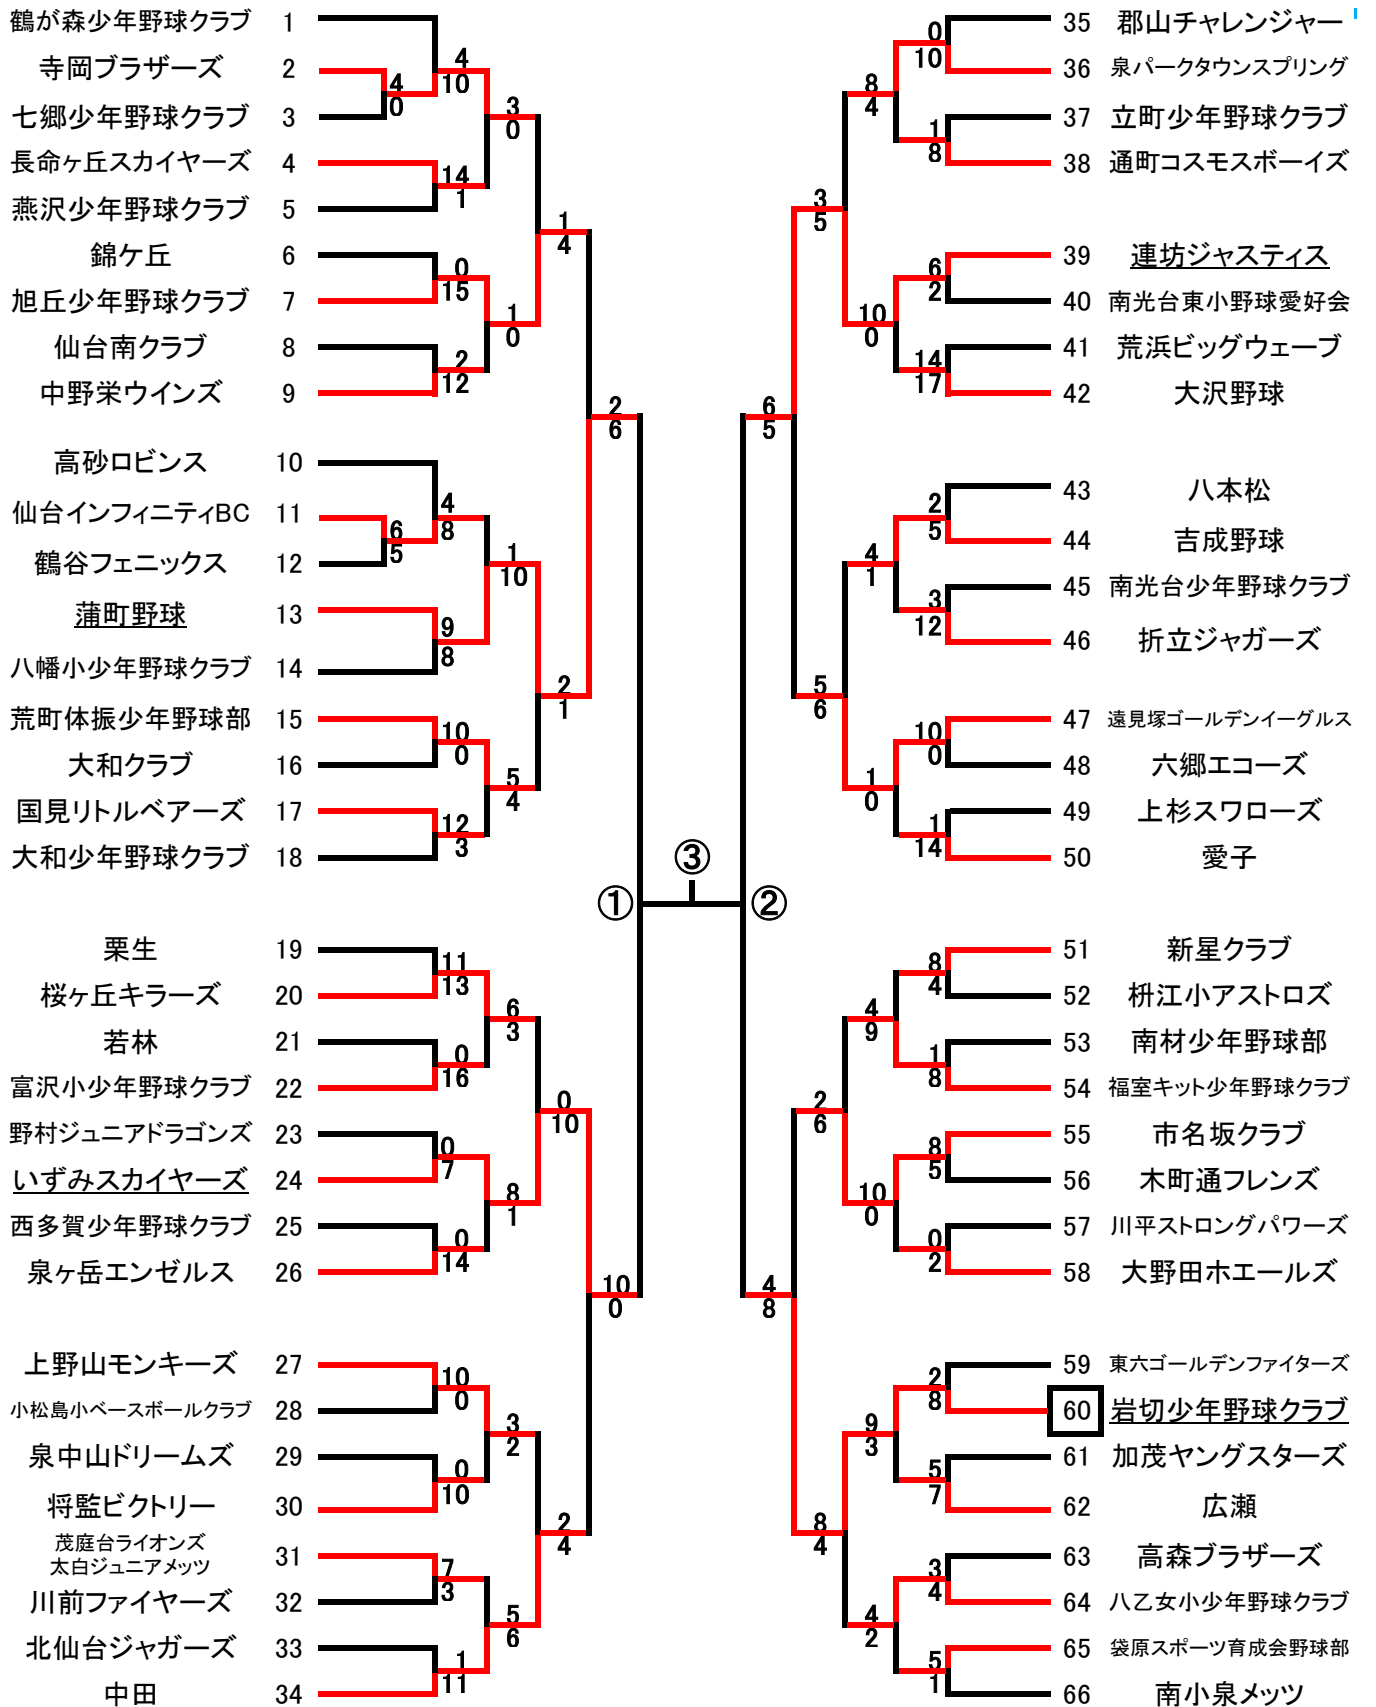 鶴が森少年野球クラブ 1
寺岡ブラザーズ 2
七郷少年野球クラブ 3
長命ヶ丘スカイヤーズ 4
燕沢少年野球クラブ 5
錦ケ丘 6
旭丘少年野球クラブ 7
仙台南クラブ 8
中野栄ウインズ 9
高砂ロビンス 10
仙台インフィニティBC 11
鶴谷フェニックス 12
蒲町野球 13
八幡小少年野球クラブ 14
荒町体振少年野球部 15
大和クラブ 16
国見リトルベアーズ 17
大和少年野球クラブ 18
栗生 19
桜ヶ丘キラーズ 20
若林 21
富沢小少年野球クラブ 22
野村ジュニアドラゴンズ 23
いずみスカイヤーズ 24
西多賀少年野球クラブ 25
泉ヶ岳エンゼルス 26
上野山モンキーズ 27
小松島小ベースボールクラブ 28
泉中山ドリームズ 29
将監ビクトリー 30
茂庭台ライオンズ
太白ジュニアメッツ 31
川前ファイヤーズ 32
北仙台ジャガーズ 33
中田 34
4
0
4
10
14
1
0
15
2
12
6
5
4
8
9
8
10
0
12
3
11
13
0
16
0
7
0
14
10
0
0
10
7
3
1
11
3
0
1
0
1
10
5
4
6
3
8
1
3
2
5
6
1
4
2
1
0
10
2
4
2
6
10
0
①
③
②
6
5
4
8
3
5
5
6
2
6
8
4
8
4
10
0
4
1
1
0
4
9
10
0
9
3
4
2
0
10
1
8
6
2
14
17
2
5
3
12
10
0
1
14
8
4
1
8
8
5
0
2
2
8
5
7
3
4
5
1
35 郡山チャレンジャー
36 泉パークタウンスプリング
37 立町少年野球クラブ
38 通町コスモスボーイズ
39 連坊ジャスティス
40 南光台東小野球愛好会
41 荒浜ビッグウェーブ
42 大沢野球
43 八本松
44 吉成野球
45 南光台少年野球クラブ
46 折立ジャガーズ
47 遠見塚ゴールデンイーグルス
48 六郷エコーズ
49 上杉スワローズ
50 愛子
51 新星クラブ
52 枡江小アストロズ
53 南材少年野球部
54 福室キット少年野球クラブ
55 市名坂クラブ
56 木町通フレンズ
57 川平ストロングパワーズ
58 大野田ホエールズ
59 東六ゴールデンファイターズ
60 岩切少年野球クラブ
61 加茂ヤングスターズ
62 広瀬
63 高森ブラザーズ
64 八乙女小少年野球クラブ
65 袋原スポーツ育成会野球部
66 南小泉メッツ